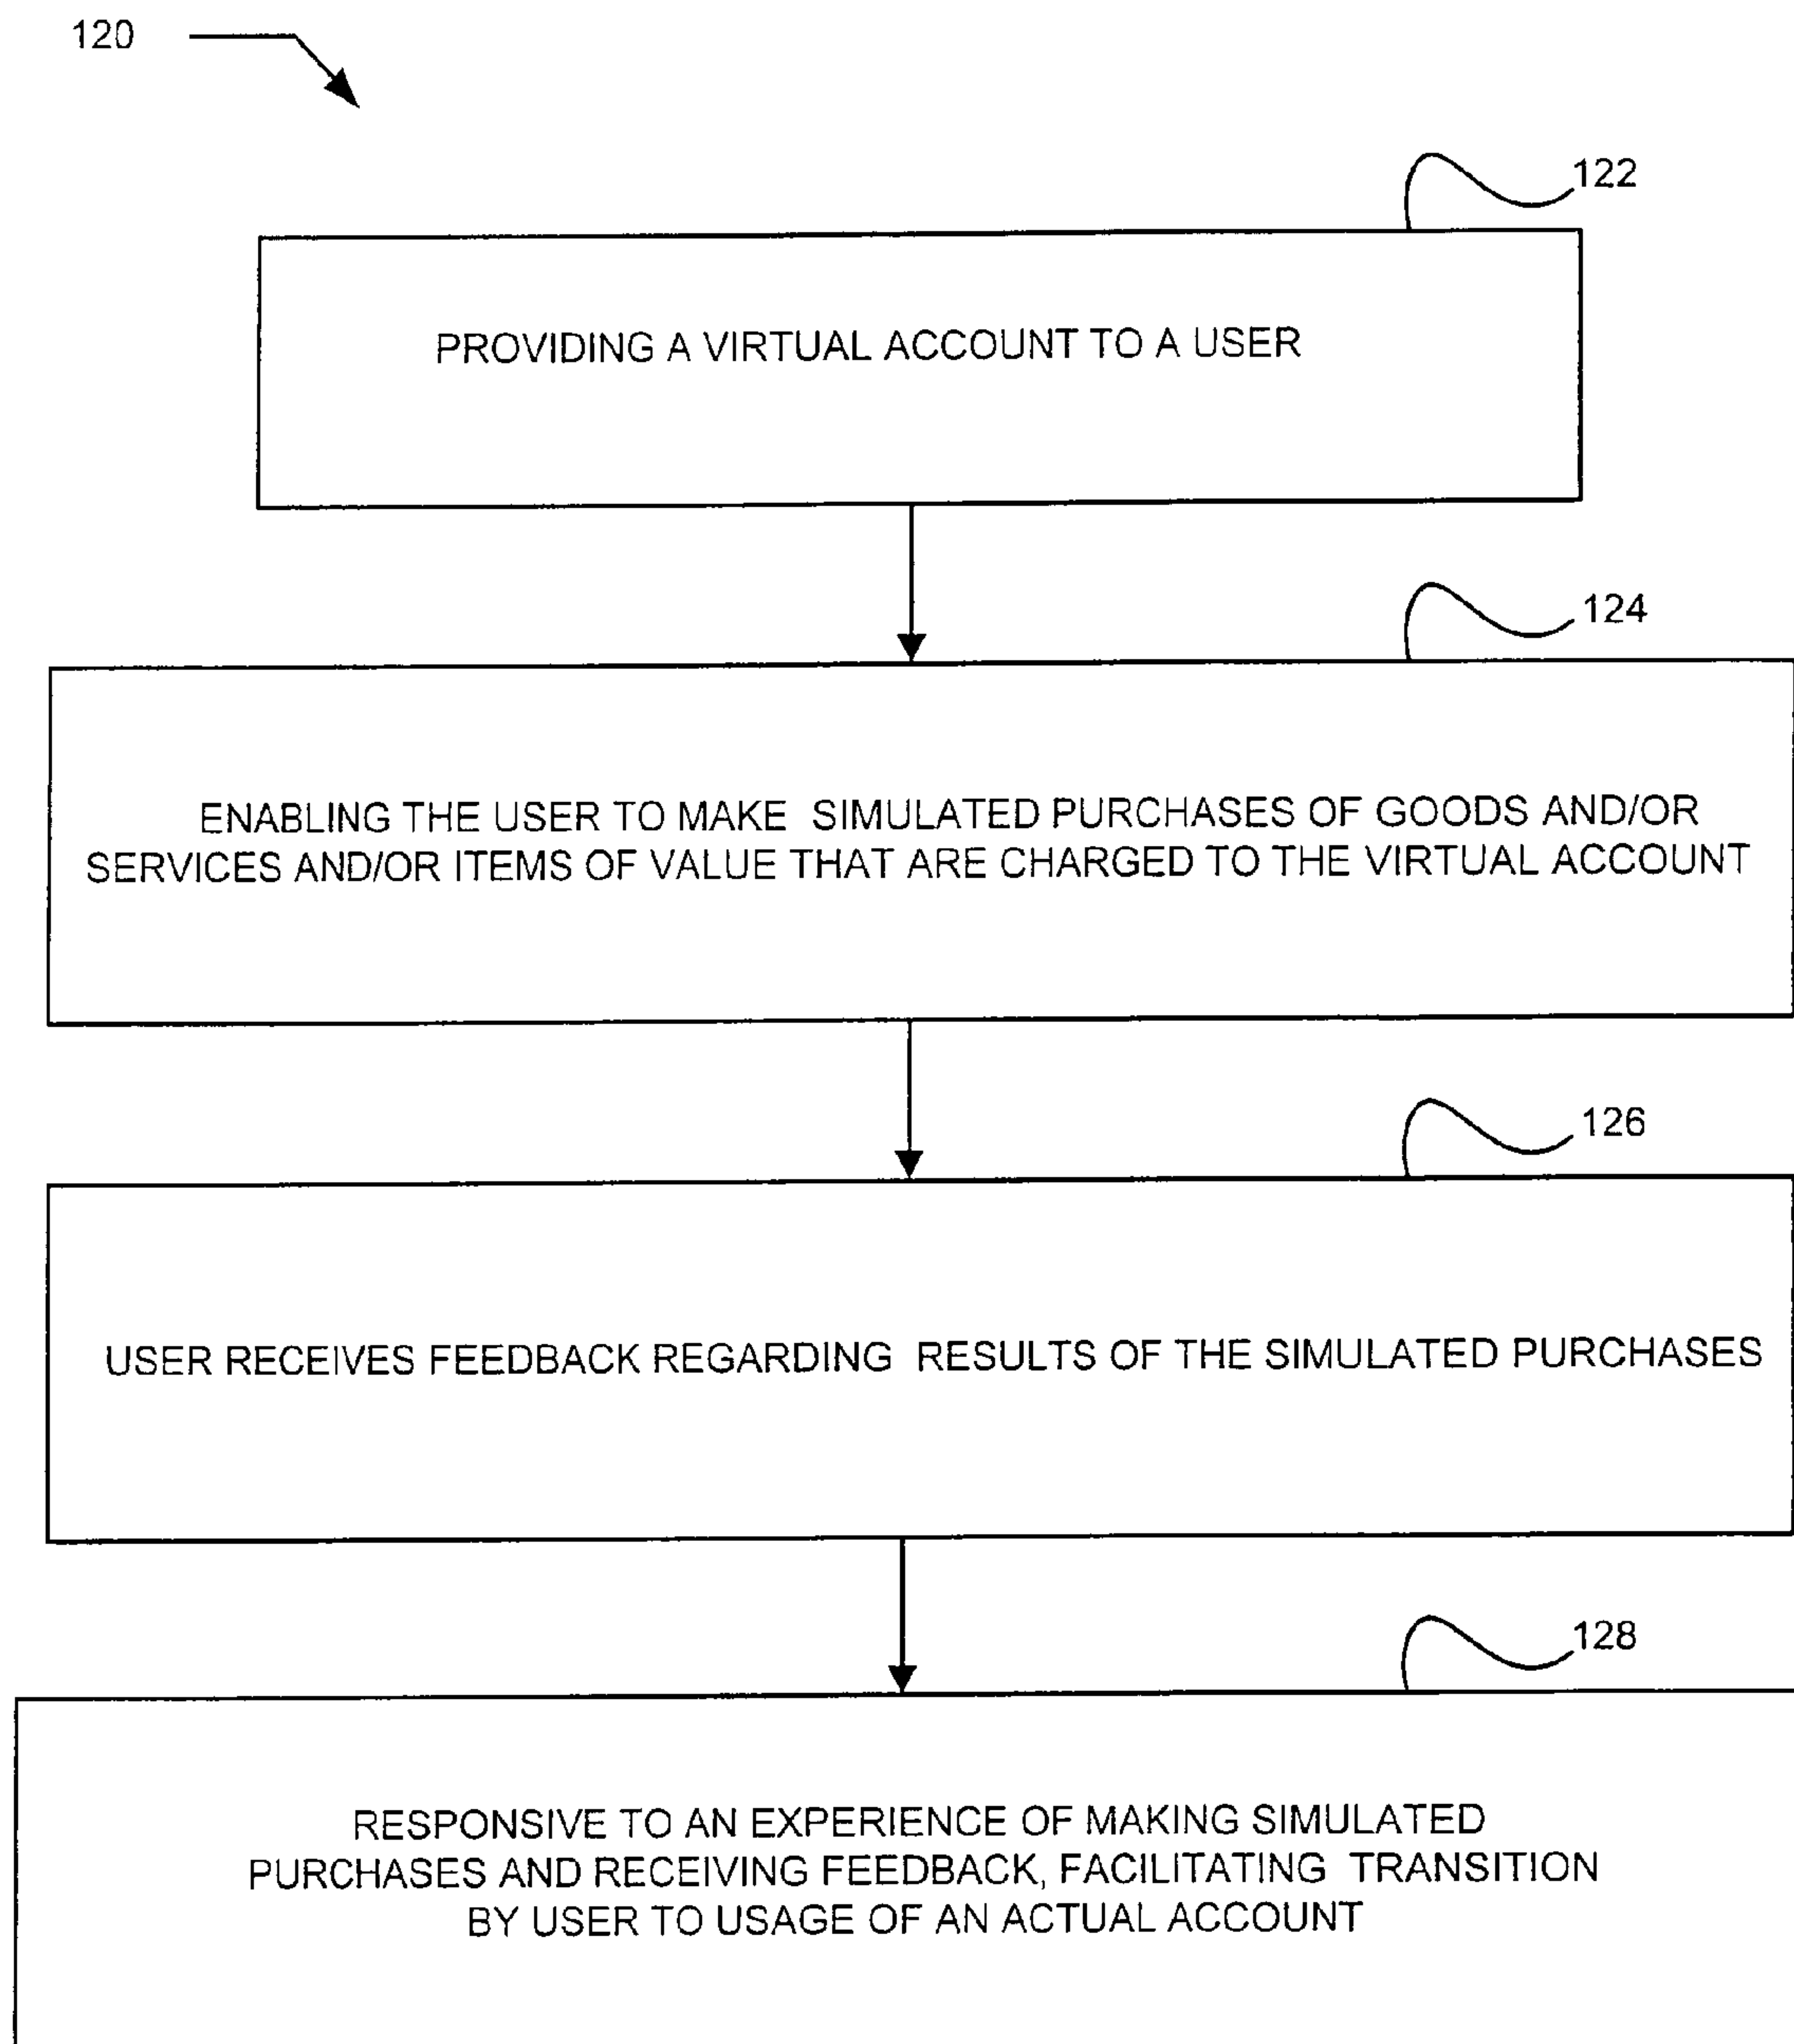 120
122
PROVIDING A VIRTUAL ACCOUNT TO A USER
124
ENABLING THE USER TO MAKE SIMULATED PURCHASES OF GOODS AND/OR
SERVICES AND/OR ITEMS OF VALUE THAT ARE CHARGED TO THE VIRTUAL ACCOUNT
126
USER RECEIVES FEEDBACK REGARDING RESULTS OF THE SIMULATED PURCHASES
128
RESPONSIVE TO AN EXPERIENCE OF MAKING SIMULATED
PURCHASES AND RECEIVING FEEDBACK, FACILITATING TRANSITION
BY USER TO USAGE OF AN ACTUAL ACCOUNT